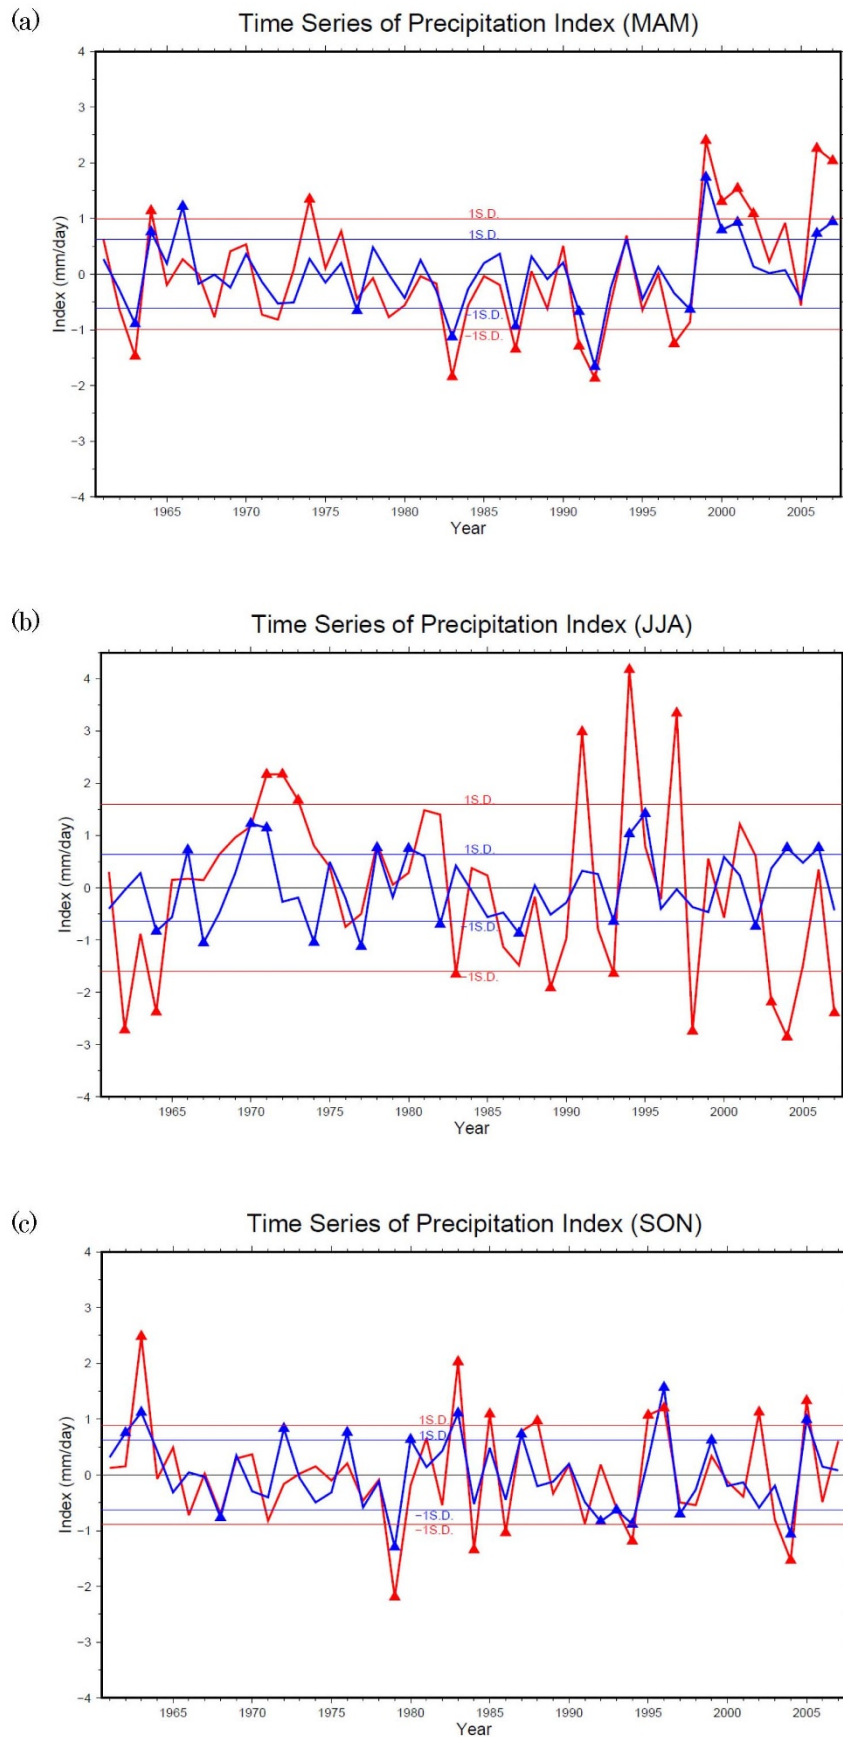 (a)
Time Series of Precipitation Index (MAM)
4
3
2
1
0
−1
−2
−3
−4
Index (mm/day)
1S.D.
1S.D.
−1S.D.
−1S.D.
1965 1970 1975 1980 1985 1990 1995 2000 2005
Year
(b)
Time Series of Precipitation Index (JJA)
4
3
2
1
0
−1
−2
−3
−4
Index (mm/day)
1S.D.
1S.D.
−1S.D.
−1S.D.
1965 1970 1975 1980 1985 1990 1995 2000 2005
Year
(c)
Time Series of Precipitation Index (SON)
4
3
2
1
0
−1
−2
−3
−4
Index (mm/day)
1S.D.
1S.D.
−1S.D.
−1S.D.
1965 1970 1975 1980 1985 1990 1995 2000 2005
Year